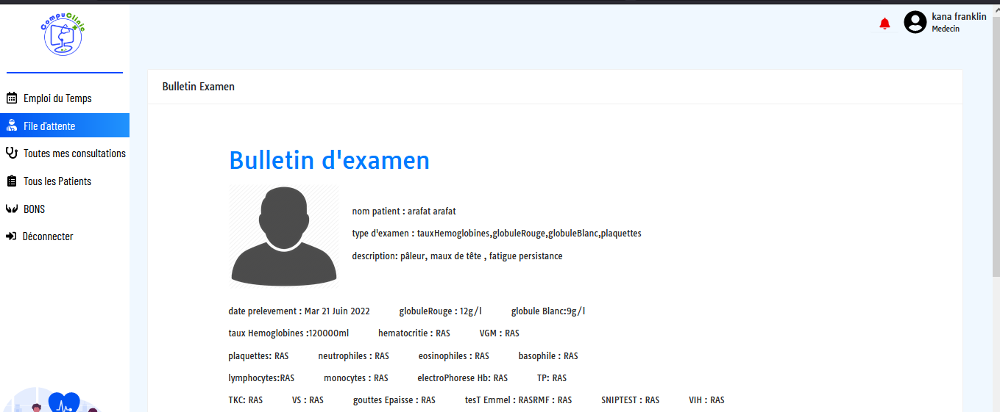 CompuClinic
kana franklin
Medecin
Emploi du Temps
File d'attente
Toutes mes consultations
Tous les Patients
BONS
Déconnecter
Bulletin Examen
Bulletin d'examen
nom patient : arafat arafat
type d'examen : tauxHemoglobines,globuleRouge,globuleBlanc,plaquettes
description: pâleur, maux de tête , fatigue persistance
date prelevement : Mar 21 Juin 2022 globuleRouge : 12g/l globule Blanc:9g/l
taux Hemoglobines :120000ml hematocritie : RAS VGM : RAS
plaquettes: RAS neutrophiles : RAS eosinophiles : RAS basophile : RAS
lymphocytes:RAS monocytes : RAS electroPhorese Hb: RAS TP: RAS
TKC: RAS VS : RAS gouttes Epaisse : RAS tesT Emmel : RASRMF : RAS SNIPTEST : RAS VIH : RAS